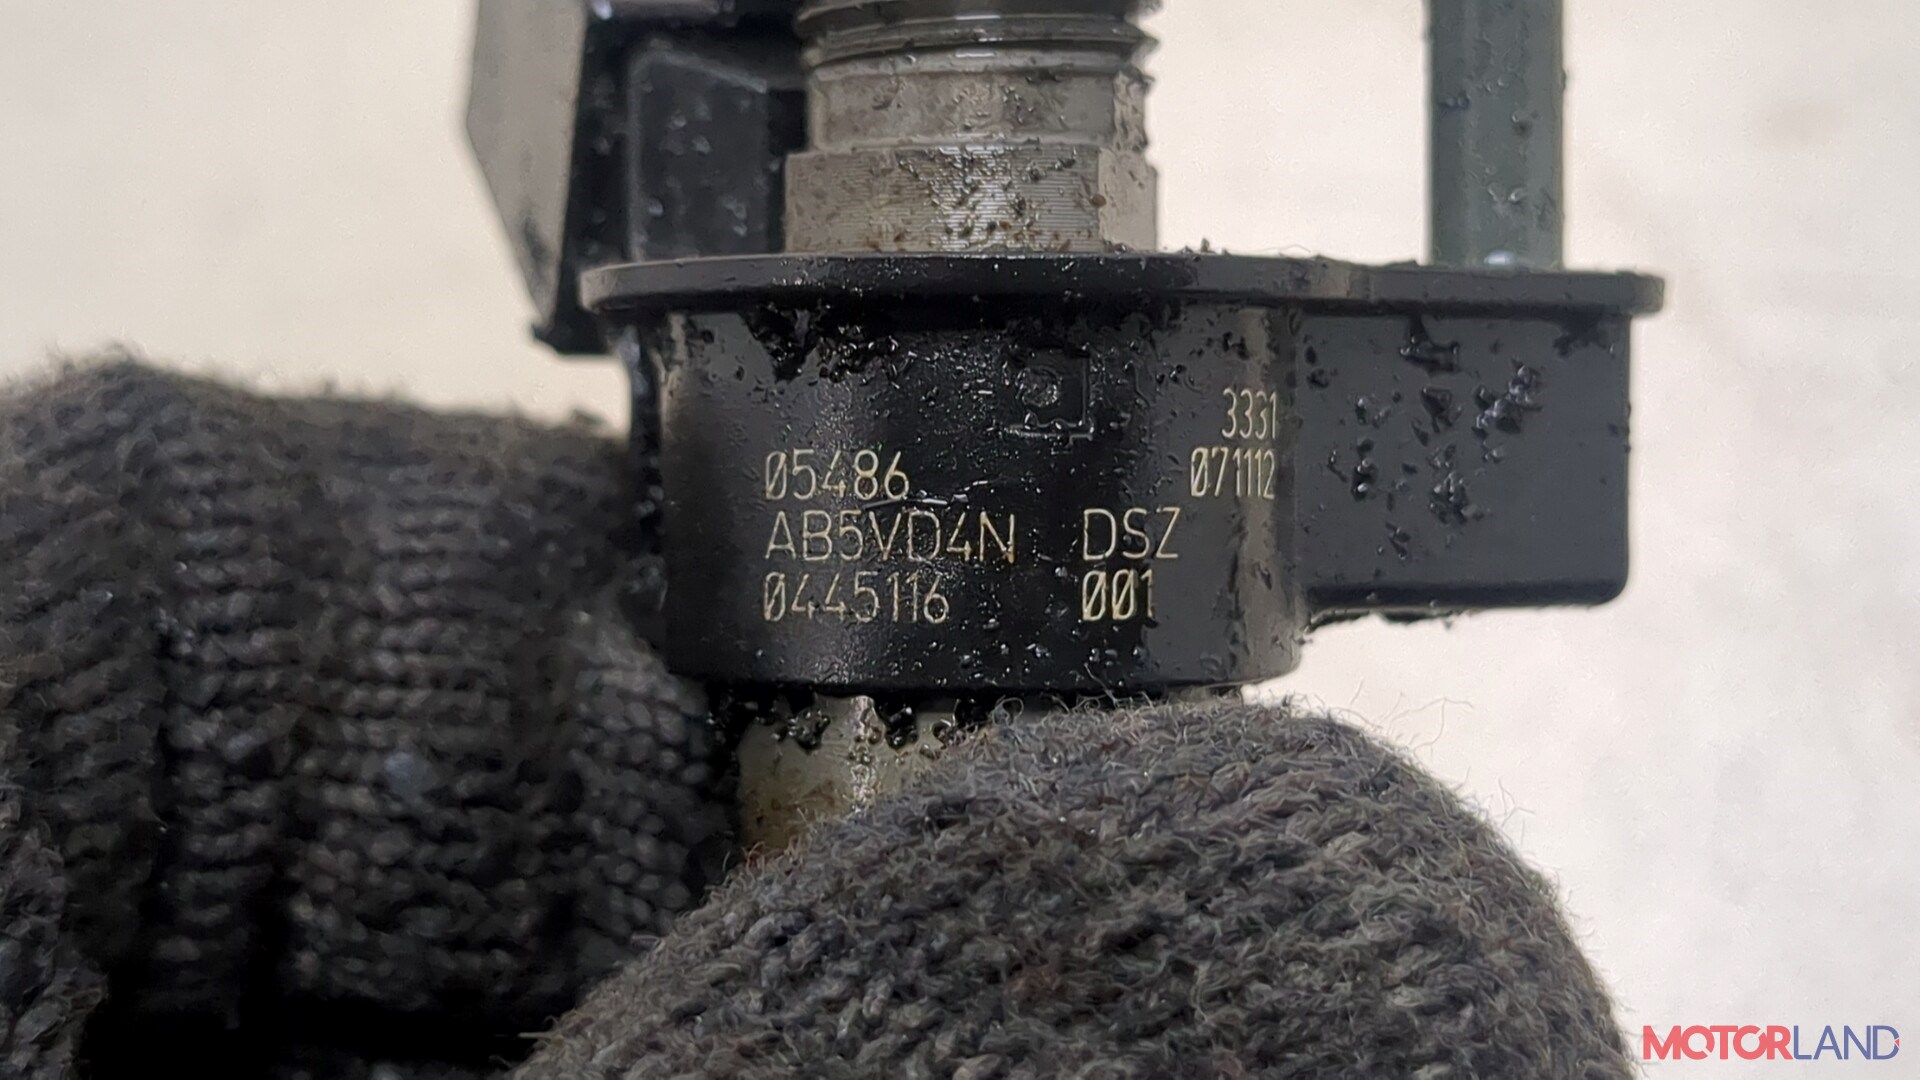 3331
05486 071112
AB5VD4N DSZ
0445116 001
MOTORLAND